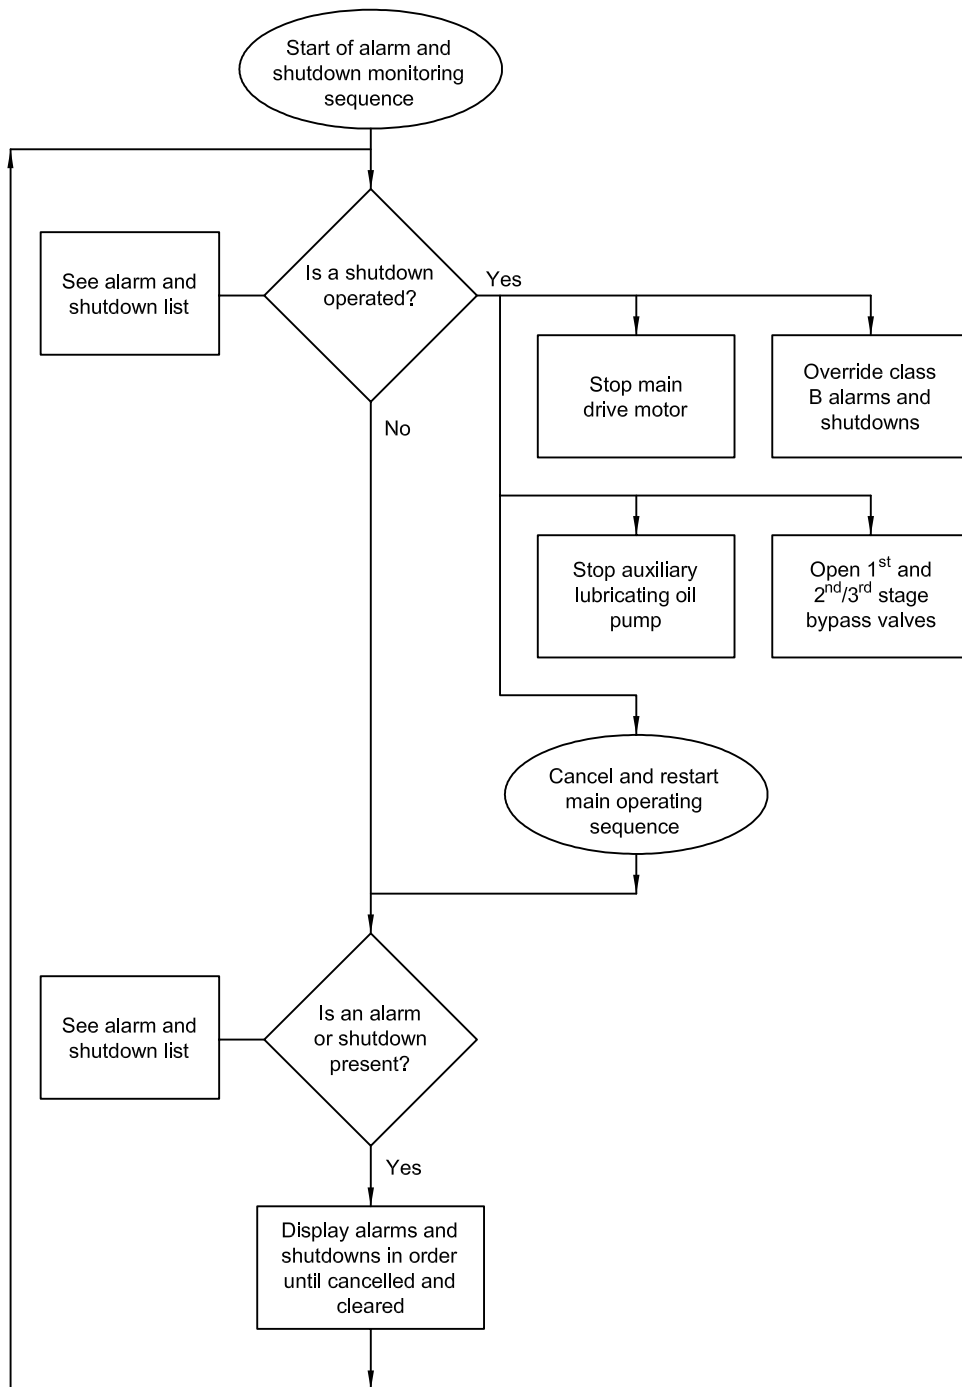 Start of alarm and
shutdown monitoring
sequence
See alarm and
shutdown list
Is a shutdown
operated?
Yes
No
Stop main
drive motor
Override class
B alarms and
shutdowns
Stop auxiliary
lubricating oil
pump
Open 1st and
2nd/3rd stage
bypass valves
Cancel and restart
main operating
sequence
See alarm and
shutdown list
Is an alarm
or shutdown
present?
Yes
Display alarms and
shutdowns in order
until cancelled and
cleared